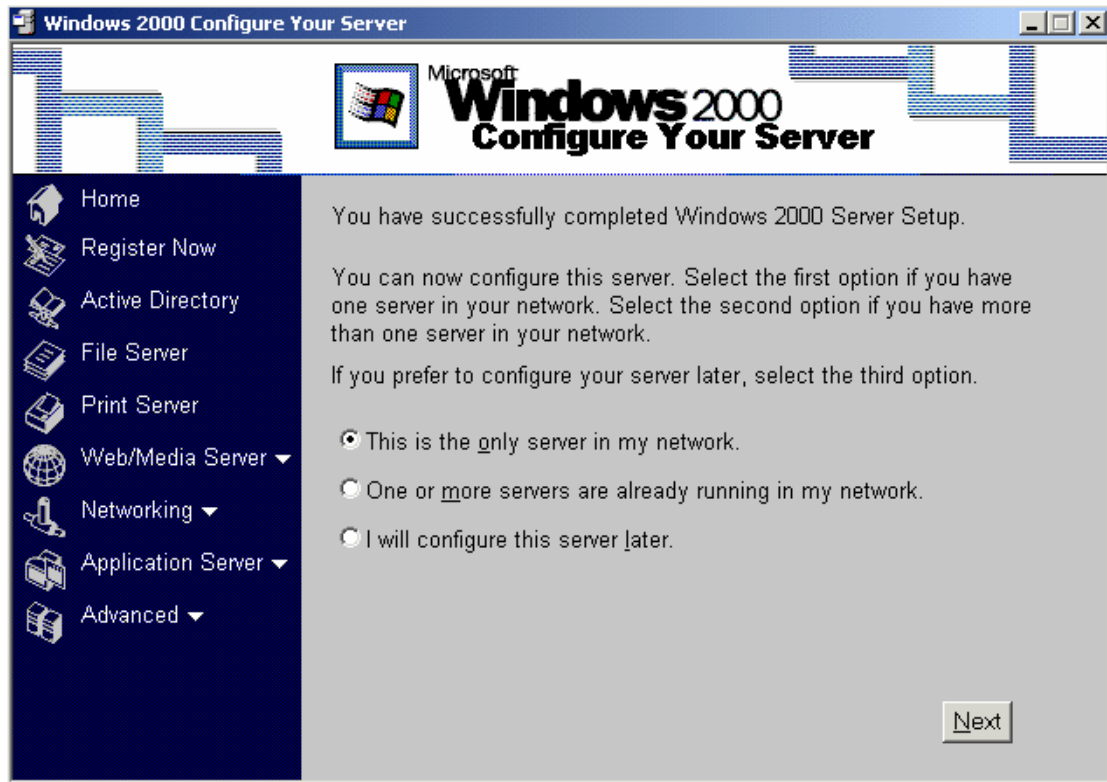 Windows 2000 Configure Your Server
Microsoft
Windows 2000
Configure Your Server
Home
Register Now
Active Directory
File Server
Print Server
Web/Media Server
Networking
Application Server
Advanced
You have successfully completed Windows 2000 Server Setup.
You can now configure this server. Select the first option if you have
one server in your network. Select the second option if you have more
than one server in your network.
If you prefer to configure your server later, select the third option.
This is the only server in my network.
One or more servers are already running in my network.
I will configure this server later.
Next